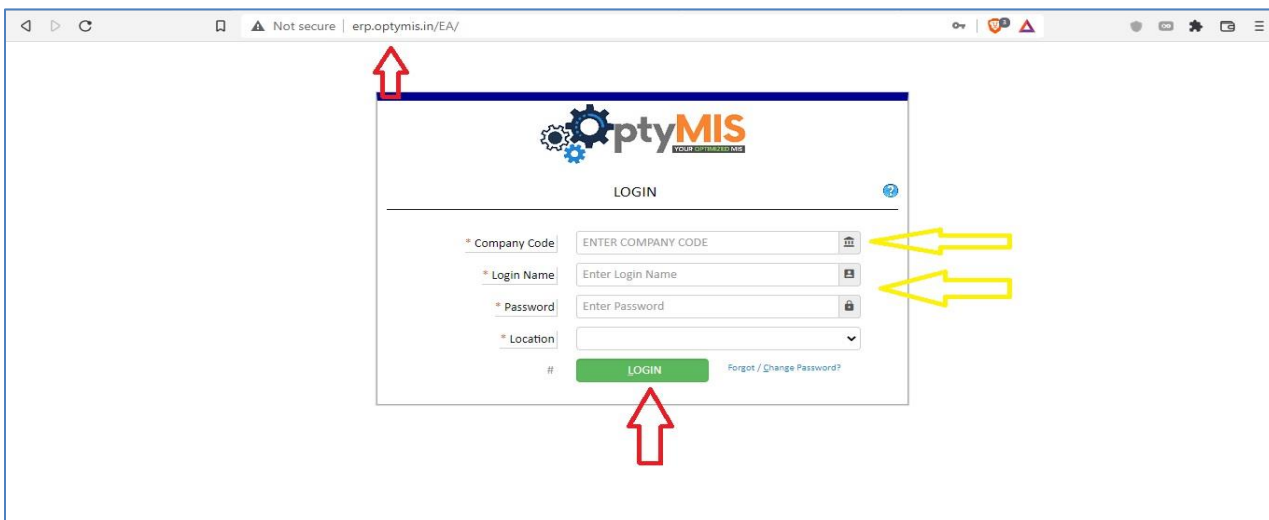 Not secure erp.optymis.in/EA/
OptyMIS
YOUR OPTIMIZED MIS
LOGIN
* Company Code ENTER COMPANY CODE
* Login Name Enter Login Name
* Password Enter Password
* Location
# LOGIN Forgot / Change Password?